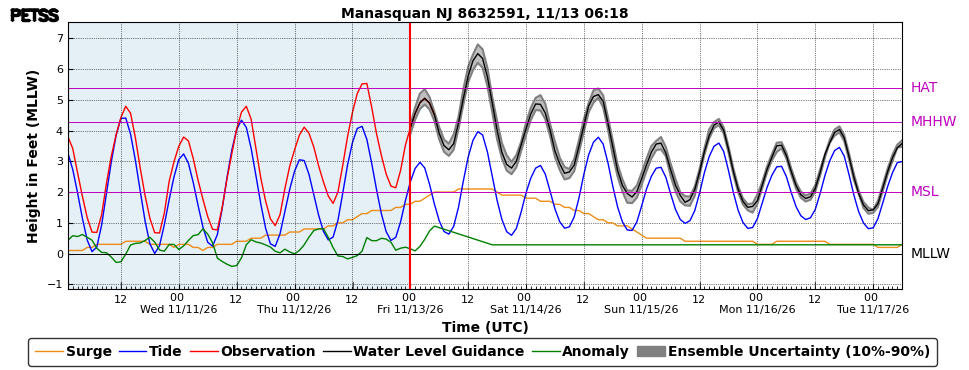 PETSS
Manasquan NJ 8632591, 11/13 06:18
Height in Feet (MLLW)
7
6
5
4
3
2
1
0
−1
HAT
MHHW
MSL
MLLW
12 00 12 00 12 00 12 00 12 00 12 00 12 00
Wed 11/11/26 Thu 11/12/26 Fri 11/13/26 Sat 11/14/26 Sun 11/15/26 Mon 11/16/26 Tue 11/17/26
Time (UTC)
Surge Tide Observation Water Level Guidance Anomaly Ensemble Uncertainty (10%-90%)